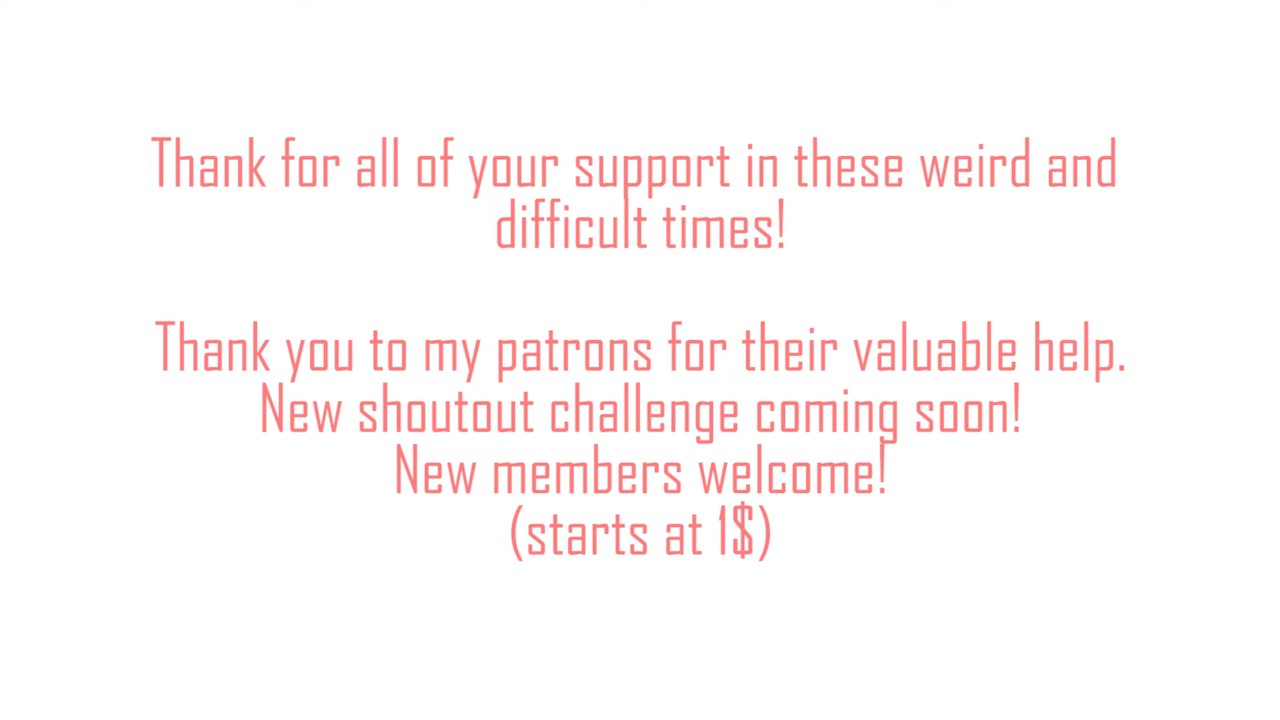 Thank for all of your support in these weird and
difficult times!
Thank you to my patrons for their valuable help.
New shoutout challenge coming soon!
New members welcome!
(starts at 1$)